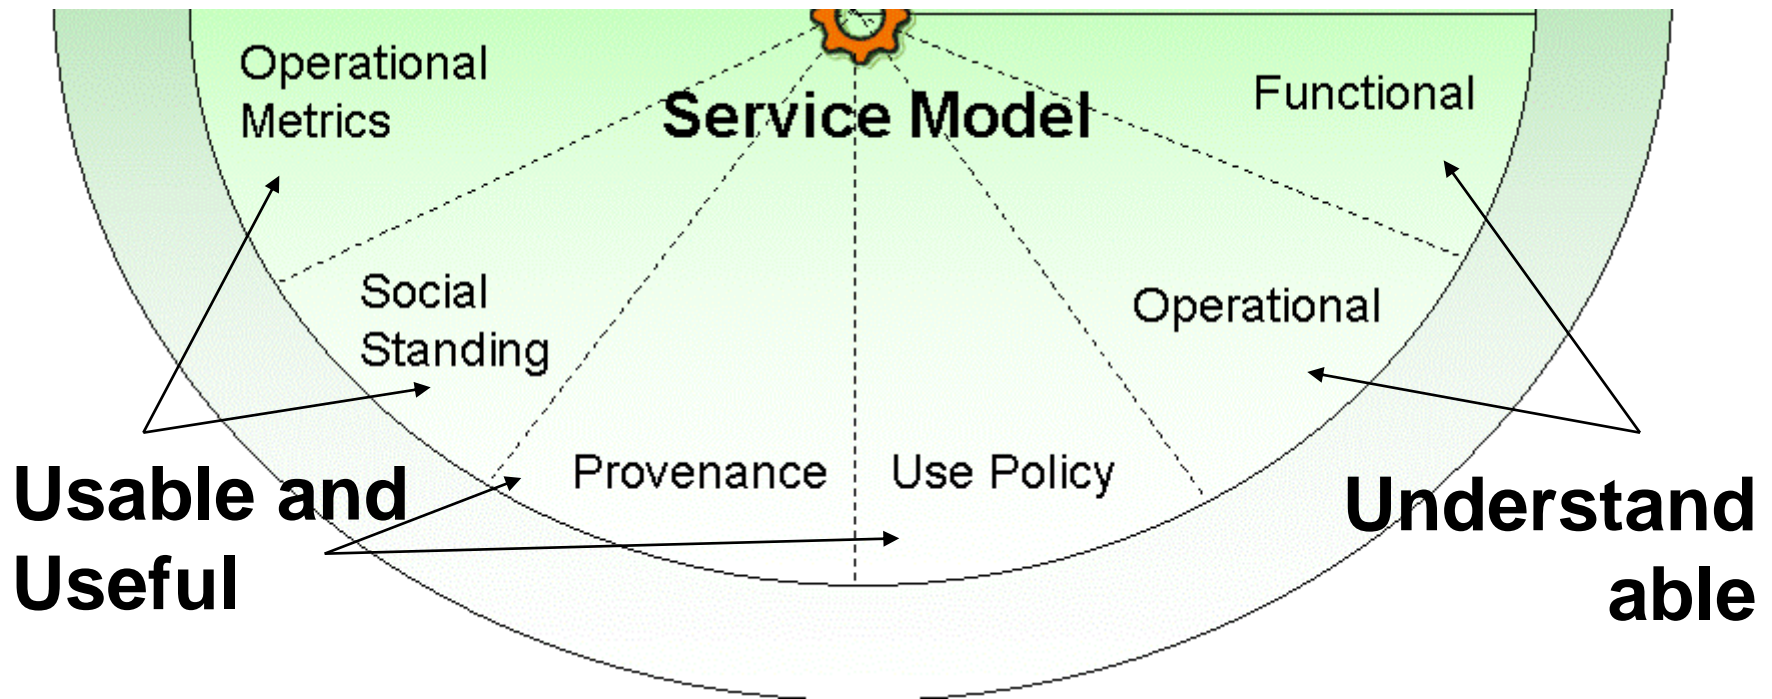 Operational
Metrics
Service Model
Functional
Social
Standing
Operational
Provenance
Use Policy
Usable and
Useful
Understand
able